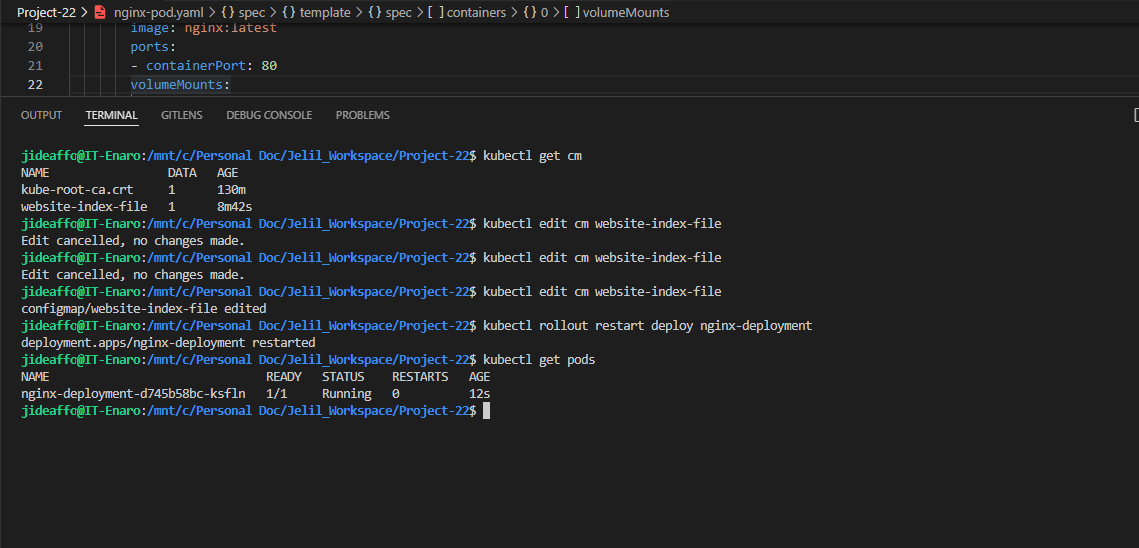 Project-22 > nginx-pod.yaml > {} spec > {} template > {} spec > [ ] containers > {} 0 > [ ] volumeMounts
19 image: nginx:latest
20 ports:
21 - containerPort: 80
22 volumeMounts:
OUTPUT TERMINAL GITLENS DEBUG CONSOLE PROBLEMS
jideaffo@IT-Enaro:/mnt/c/Personal Doc/Jelil_Workspace/Project-22$ kubectl get cm
NAME DATA AGE
kube-root-ca.crt 1 130m
website-index-file 1 8m42s
jideaffo@IT-Enaro:/mnt/c/Personal Doc/Jelil_Workspace/Project-22$ kubectl edit cm website-index-file
Edit cancelled, no changes made.
jideaffo@IT-Enaro:/mnt/c/Personal Doc/Jelil_Workspace/Project-22$ kubectl edit cm website-index-file
Edit cancelled, no changes made.
jideaffo@IT-Enaro:/mnt/c/Personal Doc/Jelil_Workspace/Project-22$ kubectl edit cm website-index-file
configmap/website-index-file edited
jideaffo@IT-Enaro:/mnt/c/Personal Doc/Jelil_Workspace/Project-22$ kubectl rollout restart deploy nginx-deployment
deployment.apps/nginx-deployment restarted
jideaffo@IT-Enaro:/mnt/c/Personal Doc/Jelil_Workspace/Project-22$ kubectl get pods
NAME READY STATUS RESTARTS AGE
nginx-deployment-d745b58bc-ksfln 1/1 Running 0 12s
jideaffo@IT-Enaro:/mnt/c/Personal Doc/Jelil_Workspace/Project-22$